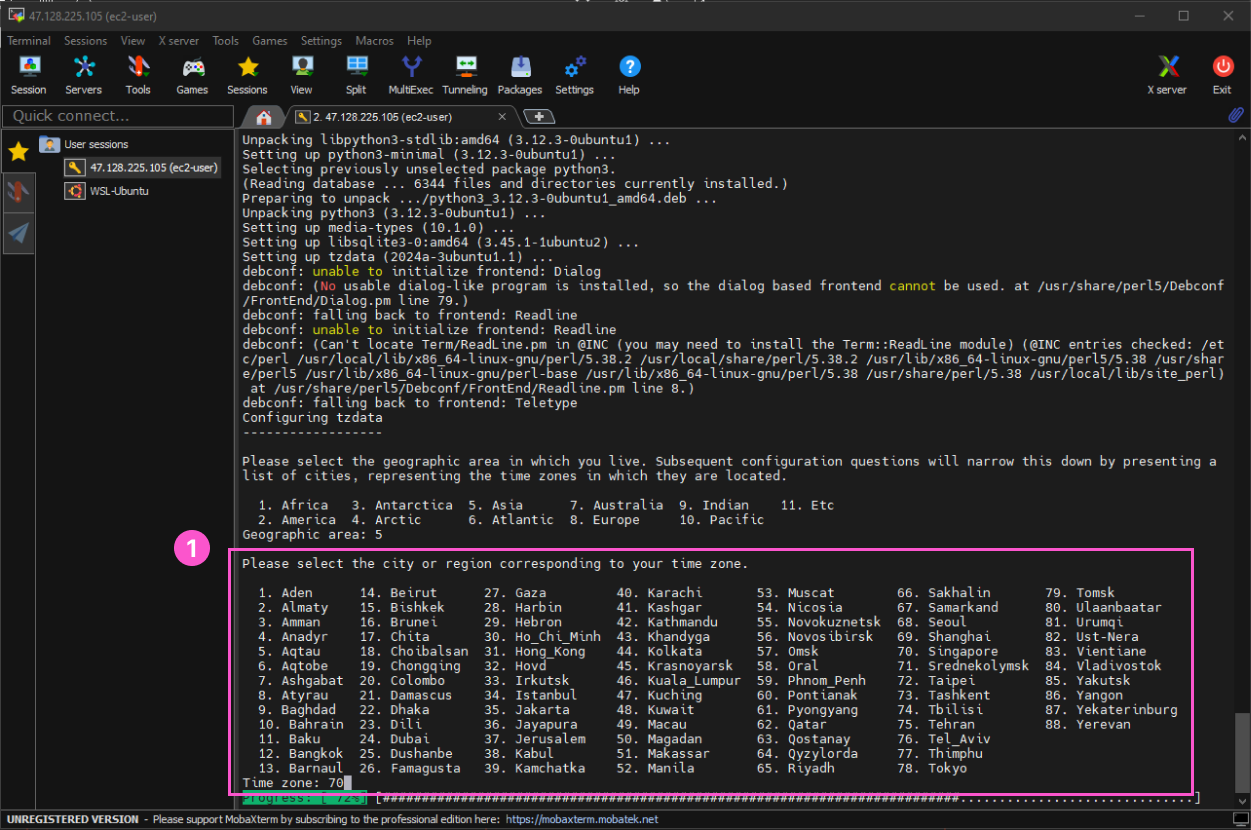 47.128.225.105 (ec2-user)
Terminal Sessions View X server Tools Games Settings Macros Help
Session Servers Tools Games Sessions View Split MultiExec Tunneling Packages Settings Help X server Exit
Quick connect...
2. 47.128.225.105 (ec2-user)
User sessions
47.128.225.105 (ec2-user)
WSL-Ubuntu
Unpacking libpython3-stdlib:amd64 (3.12.3-0ubuntu1) ...
Setting up python3-minimal (3.12.3-0ubuntu1) ...
Selecting previously unselected package python3.
(Reading database ... 6344 files and directories currently installed.)
Preparing to unpack .../python3_3.12.3-0ubuntu1_amd64.deb ...
Unpacking python3 (3.12.3-0ubuntu1) ...
Setting up media-types (10.1.0) ...
Setting up libsqlite3-0:amd64 (3.45.1-1ubuntu2) ...
Setting up tzdata (2024a-3ubuntu1.1) ...
debconf: unable to initialize frontend: Dialog
debconf: (No usable dialog-like program is installed, so the dialog based frontend cannot be used. at /usr/share/perl5/Debconf
/FrontEnd/Dialog.pm line 79.)
debconf: falling back to frontend: Readline
debconf: unable to initialize frontend: Readline
debconf: (Can't locate Term/ReadLine.pm in @INC (you may need to install the Term::ReadLine module) (@INC entries checked: /et
c/perl /usr/local/lib/x86_64-linux-gnu/perl/5.38.2 /usr/local/share/perl/5.38.2 /usr/lib/x86_64-linux-gnu/perl5/5.38 /usr/shar
e/perl5 /usr/lib/x86_64-linux-gnu/perl-base /usr/lib/x86_64-linux-gnu/perl/5.38 /usr/share/perl/5.38 /usr/local/lib/site_perl)
at /usr/share/perl5/Debconf/FrontEnd/Readline.pm line 8.)
debconf: falling back to frontend: Teletype
Configuring tzdata
------------------
Please select the geographic area in which you live. Subsequent configuration questions will narrow this down by presenting a
list of cities, representing the time zones in which they are located.
1. Africa 3. Antarctica 5. Asia 7. Australia 9. Indian 11. Etc
2. America 4. Arctic 6. Atlantic 8. Europe 10. Pacific
Geographic area: 5
1
Please select the city or region corresponding to your time zone.
1. Aden 14. Beirut 27. Gaza 40. Karachi 53. Muscat 66. Sakhalin 79. Tomsk
2. Almaty 15. Bishkek 28. Harbin 41. Kashgar 54. Nicosia 67. Samarkand 80. Ulaanbaatar
3. Amman 16. Brunei 29. Hebron 42. Kathmandu 55. Novokuznetsk 68. Seoul 81. Urumqi
4. Anadyr 17. Chita 30. Ho_Chi_Minh 43. Khandyga 56. Novosibirsk 69. Shanghai 82. Ust-Nera
5. Aqtau 18. Choibalsan 31. Hong_Kong 44. Kolkata 57. Omsk 70. Singapore 83. Vientiane
6. Aqtobe 19. Chongqing 32. Hovd 45. Krasnoyarsk 58. Oral 71. Srednekolymsk 84. Vladivostok
7. Ashgabat 20. Colombo 33. Irkutsk 46. Kuala_Lumpur 59. Phnom_Penh 72. Taipei 85. Yakutsk
8. Atyrau 21. Damascus 34. Istanbul 47. Kuching 60. Pontianak 73. Tashkent 86. Yangon
9. Baghdad 22. Dhaka 35. Jakarta 48. Kuwait 61. Pyongyang 74. Tbilisi 87. Yekaterinburg
10. Bahrain 23. Dili 36. Jayapura 49. Macau 62. Qatar 75. Tehran 88. Yerevan
11. Baku 24. Dubai 37. Jerusalem 50. Magadan 63. Qostanay 76. Tel_Aviv
12. Bangkok 25. Dushanbe 38. Kabul 51. Makassar 64. Qyzylorda 77. Thimphu
13. Barnaul 26. Famagusta 39. Kamchatka 52. Manila 65. Riyadh 78. Tokyo
Time zone: 70
Progress: [ 72%]
UNREGISTERED VERSION - Please support MobaXterm by subscribing to the professional edition here: https://mobaxterm.mobatek.net